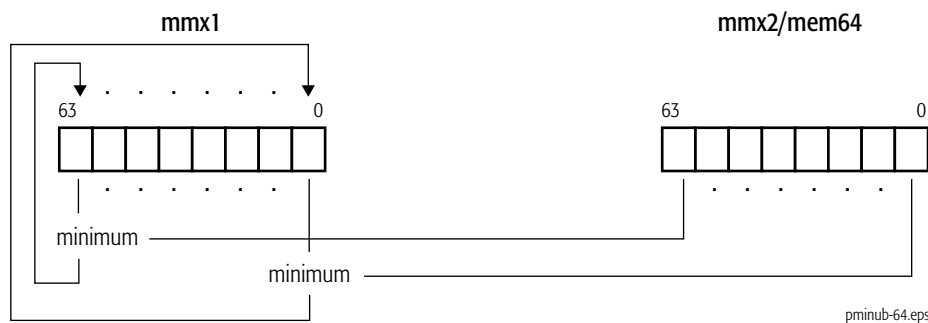 mmx1 mmx2/mem64
. . . . . .
63 0 63 0
. . . . . . . . . . . .
minimum
minimum
pminub-64.eps